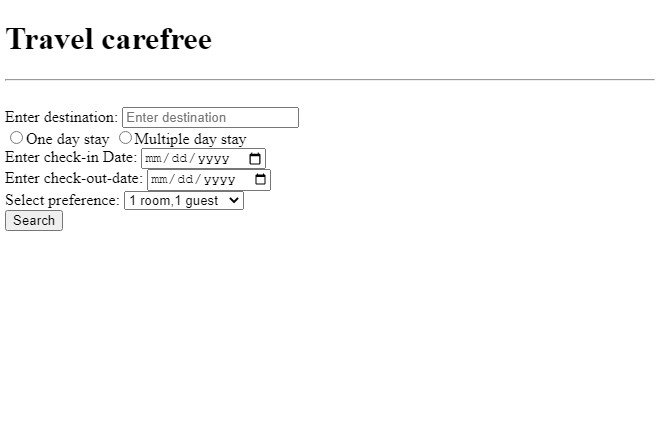 Travel carefree
Enter destination: Enter destination
One day stay Multiple day stay
Enter check-in Date: mm/dd/yyyy
Enter check-out-date: mm/dd/yyyy
Select preference: 1 room,1 guest
Search